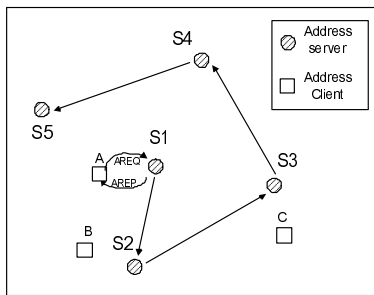 S4
Address
server
Address
Client
S5
S1
A
AREQ
AREP
S3
B
S2
C